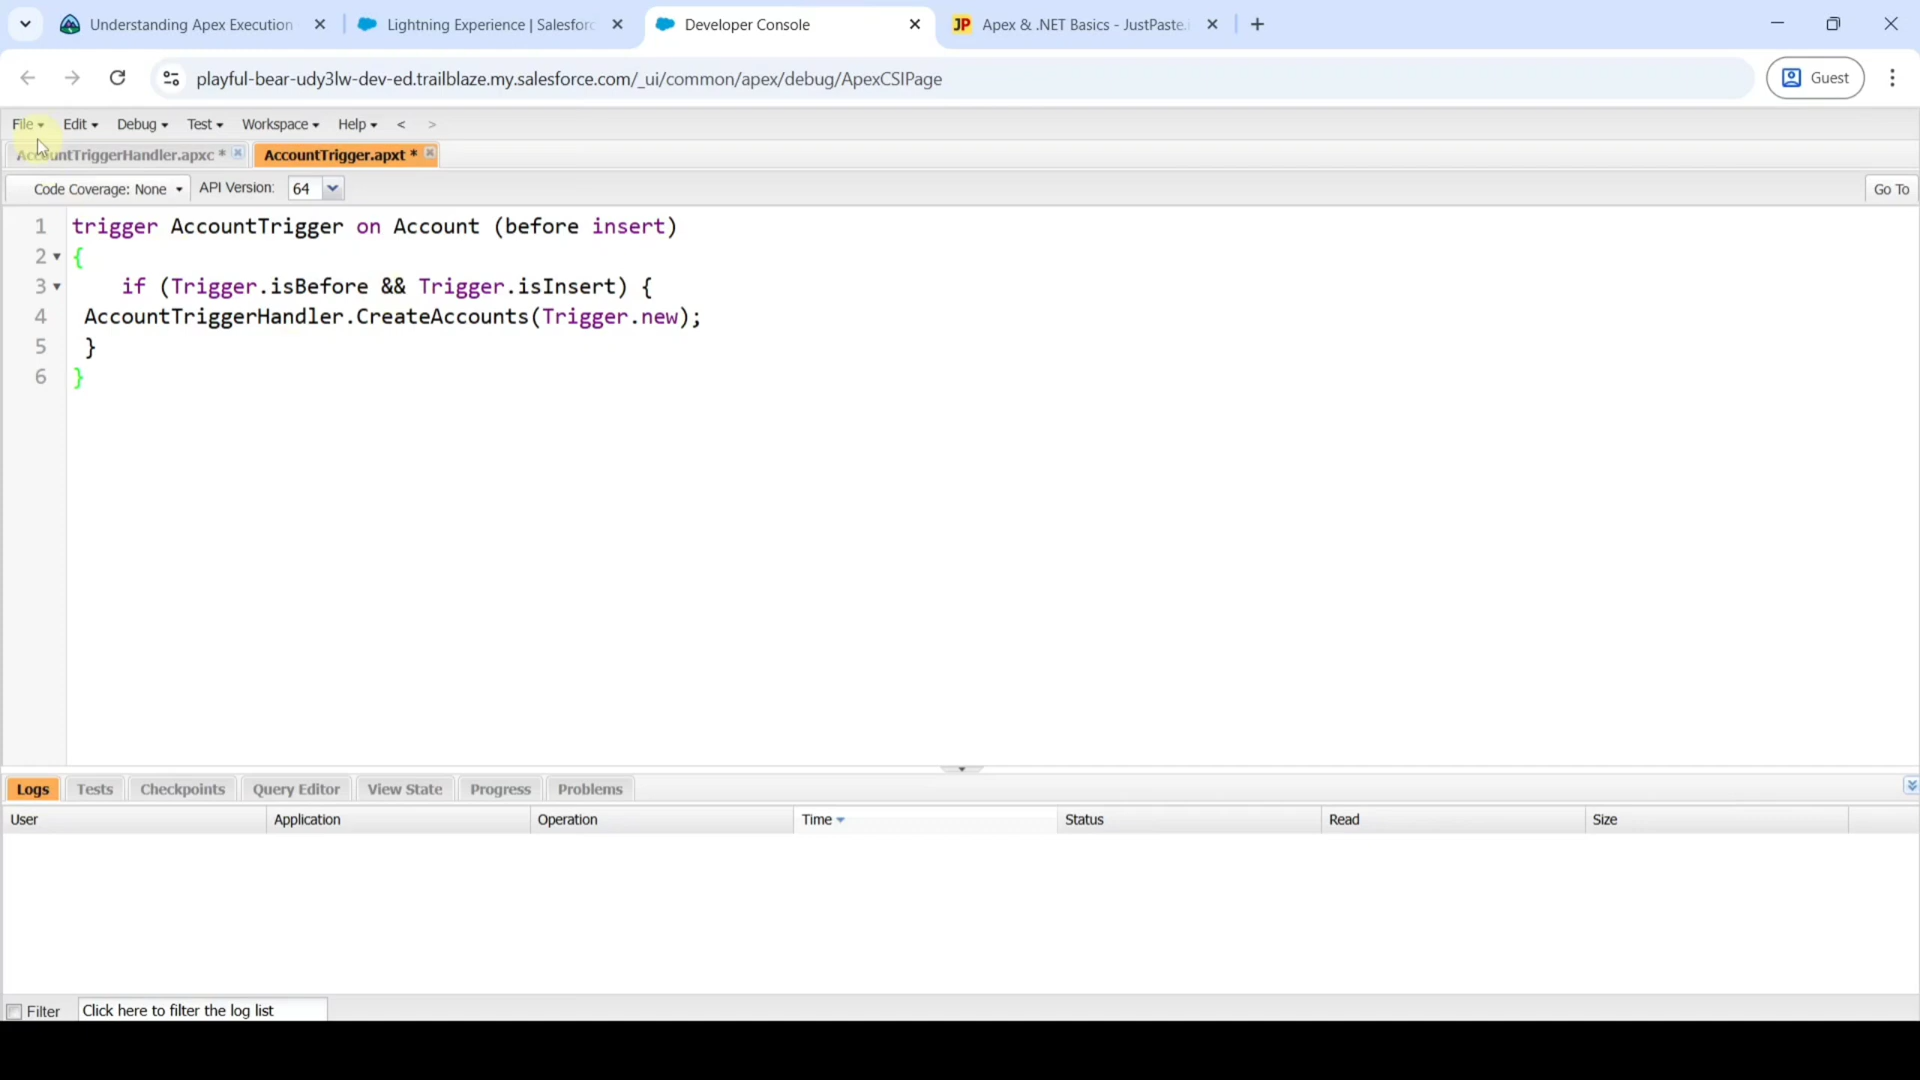 Understanding Apex Execution
Lightning Experience | Salesforc
Developer Console
JP Apex & .NET Basics - JustPaste.
playful-bear-udy3lw-dev-ed.trailblaze.my.salesforce.com/_ui/common/apex/debug/ApexCSIPage
Guest
File Edit Debug Test Workspace Help < >
AccountTriggerHandler.apxc * AccountTrigger.apxt *
Code Coverage: None API Version: 64 Go To
1 trigger AccountTrigger on Account (before insert)
2 {
3 if (Trigger.isBefore && Trigger.isInsert) {
4 AccountTriggerHandler.CreateAccounts(Trigger.new);
5 }
6 }
Logs Tests Checkpoints Query Editor View State Progress Problems
User Application Operation Time Status Read Size
Filter Click here to filter the log list